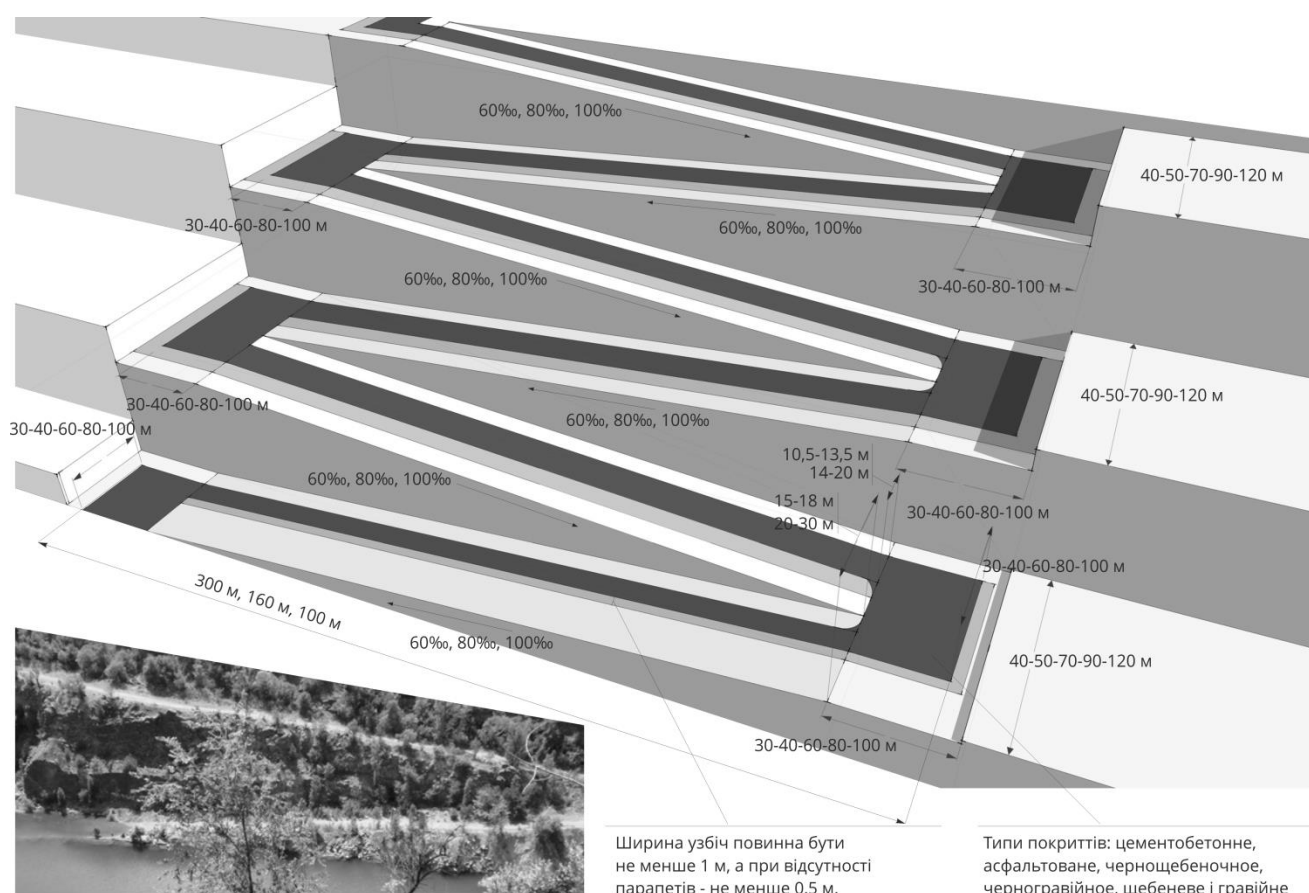 60‰, 80‰, 100‰
40-50-70-90-120 м
30-40-60-80-100 м
60‰, 80‰, 100‰
60‰, 80‰, 100‰
30-40-60-80-100 м
40-50-70-90-120 м
30-40-60-80-100 м
60‰, 80‰, 100‰
30-40-60-80-100 м
10,5-13,5 м
14-20 м
60‰, 80‰, 100‰
15-18 м
20-30 м
30-40-60-80-100 м
30-40-60-80-100 м
300 м, 160 м, 100 м
60‰, 80‰, 100‰
40-50-70-90-120 м
30-40-60-80-100 м
Ширина узбіч повинна бути
не менше 1 м, а при відсутності
парапетів - не менше 0,5 м.
Типи покриттів: цементобетонне,
асфальтоване, чернощебеночное,
черногравійное, щебеневе і гравійне